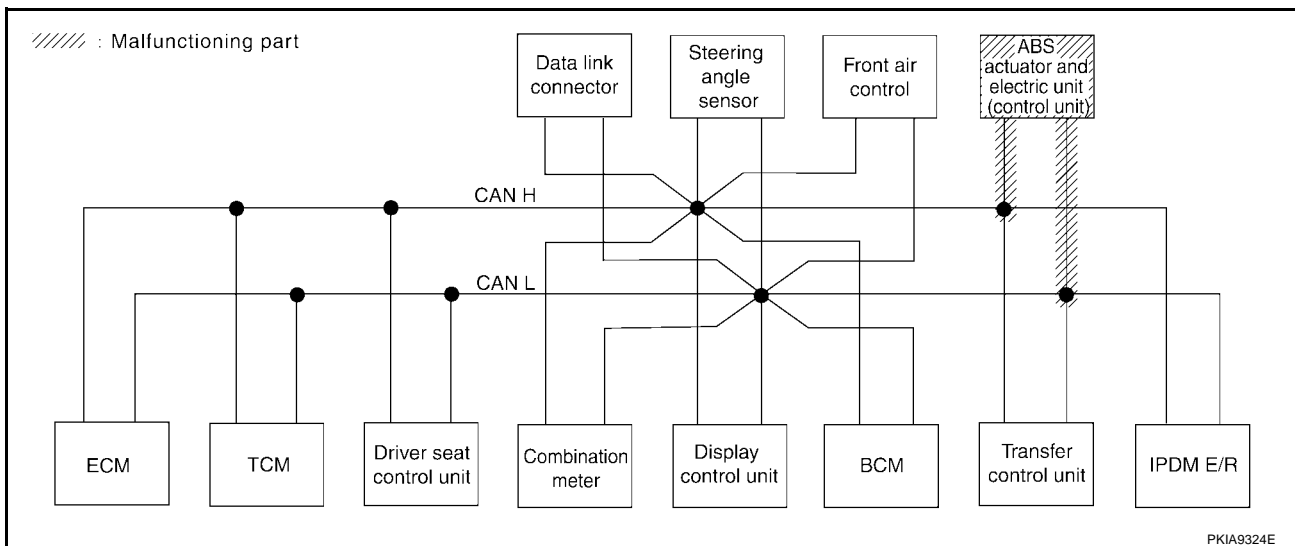 : Malfunctioning part
Data link
connector
Steering
angle
sensor
Front air
control
ABS
actuator and
electric unit
(control unit)
CAN H
CAN L
ECM
TCM
Driver seat
control unit
Combination
meter
Display
control unit
BCM
Transfer
control unit
IPDM E/R
PKIA9324E